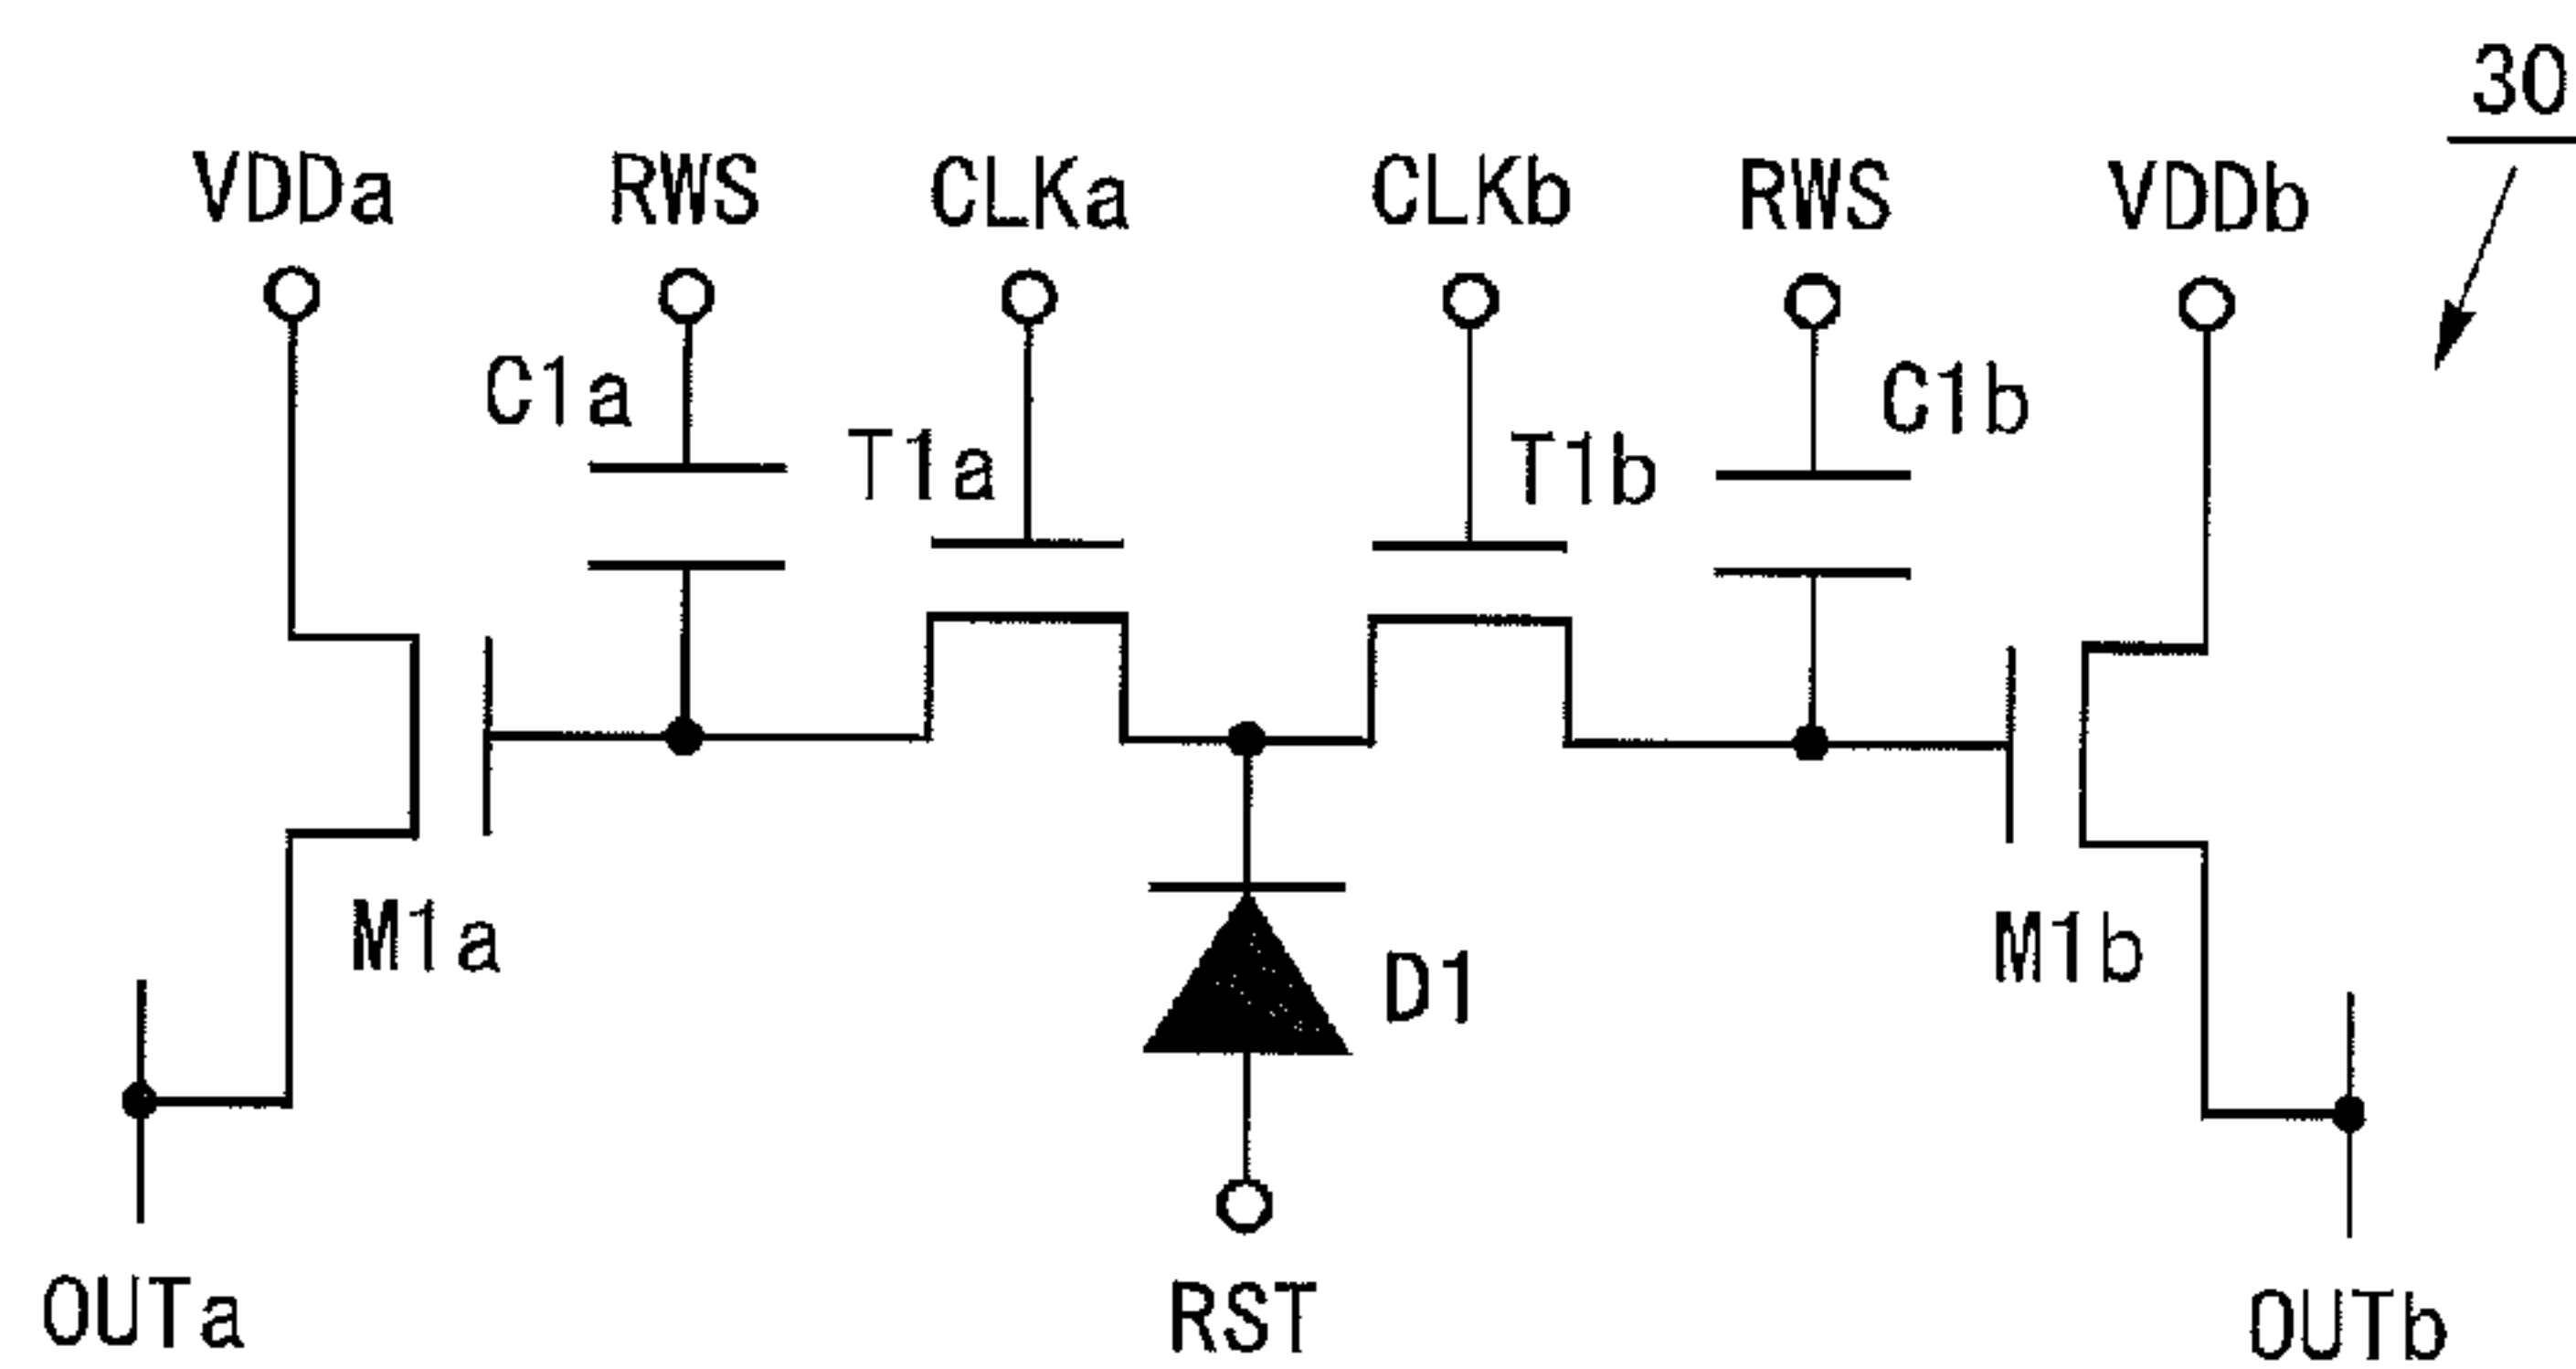 30
VDDa RWS CLKa CLKb RWS VDDb
C1a C1b
T1a T1b
M1a M1b
D1
OUTa RST OUTb